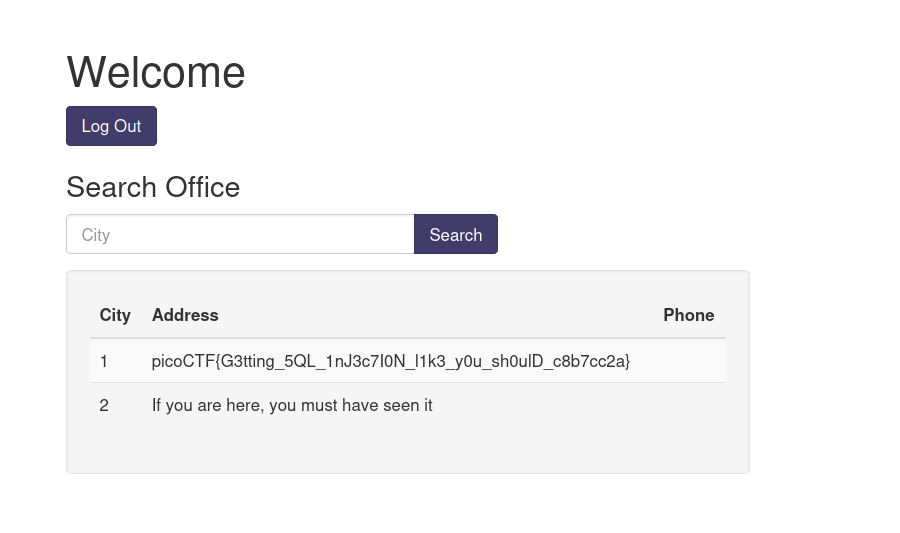 Welcome
Log Out
Search Office
City Search
City Address Phone
1 picoCTF{G3tting_5QL_1nJ3c7I0N_l1k3_y0u_sh0ulD_c8b7cc2a}
2 If you are here, you must have seen it